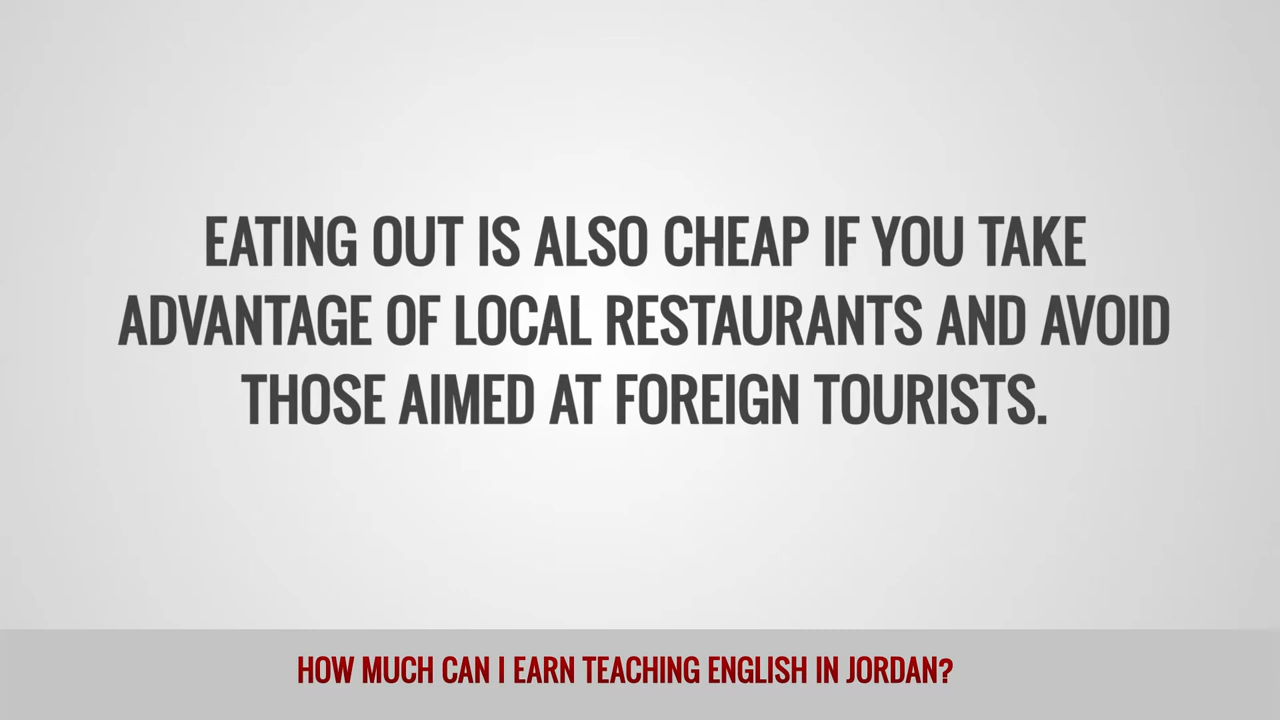 EATING OUT IS ALSO CHEAP IF YOU TAKE
ADVANTAGE OF LOCAL RESTAURANTS AND AVOID
THOSE AIMED AT FOREIGN TOURISTS.
HOW MUCH CAN I EARN TEACHING ENGLISH IN JORDAN?